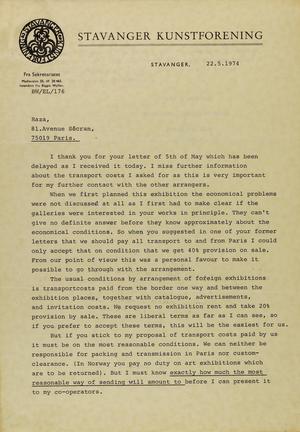 STAVANGER KUNSTFORENING
STAVANGER, 22.5.1974
Fra Sekretariatet
BW/EL/176
Raza,
81.Avenue Sécran,
75019 Paris.
I thank you for your letter of 5th of May which has been
delayed as I received it today. I miss further information
about the transport costs I asked for as this is very important
for my further contact with the other arrangers.
When we first planned this exhibition the economical problems
were not discussed at all as I first had to make clear if the
galleries were interested in your works in principle. They can't
give no definite answer before they know approximately about the
economical conditions. So when you suggested in one of your former
letters that we should pay all transport to and from Paris I could
only accept that on condition that we get 40% provision on sale.
From our point of vieuw this was a personal favour to make it
possible to go through with the arrangement.
The usual conditions by arrangement of foreign exhibitions
is transportcosts paid from the border one way and between the
exhibition places, together with catalogue, advertisements,
and invitation costs. We request no exhibition rent and take 20%
provision by sale. These are liberal terms as far as I can see, so
if you prefer to accept these terms, this will be the easiest for us.
But if you stick to my proposal of transport costs paid by us
it must be on the most reasonable conditions. We can neither be
responsible for packing and transmission in Paris nor custom-
clearance. (In Norway you pay no duty on art exhibitions which
are to be returned). But I must know exactly how much the most
reasonable way of sending will amount to before I can present it
to my co-operators.